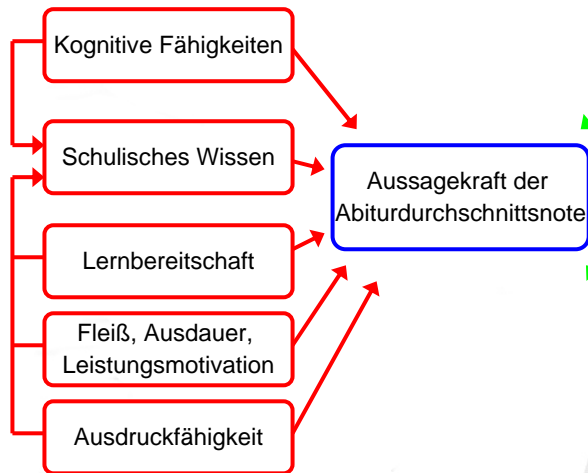 Kognitive Fähigkeiten
Schulisches Wissen
Aussagekraft der
Abiturdurchschnittsnote
Lernbereitschaft
Fleiß, Ausdauer,
Leistungsmotivation
Ausdruckfähigkeit